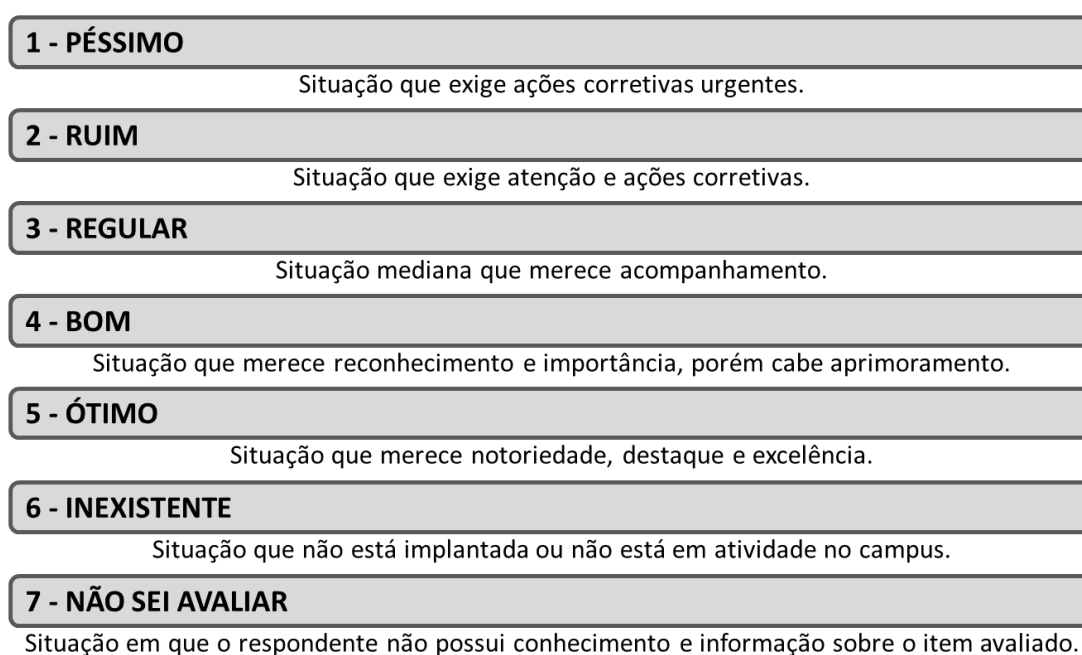 1 - PÉSSIMO
Situação que exige ações corretivas urgentes.
2 - RUIM
Situação que exige atenção e ações corretivas.
3 - REGULAR
Situação mediana que merece acompanhamento.
4 - BOM
Situação que merece reconhecimento e importância, porém cabe aprimoramento.
5 - ÓTIMO
Situação que merece notoriedade, destaque e excelência.
6 - INEXISTENTE
Situação que não está implantada ou não está em atividade no campus.
7 - NÃO SEI AVALIAR
Situação em que o respondente não possui conhecimento e informação sobre o item avaliado.